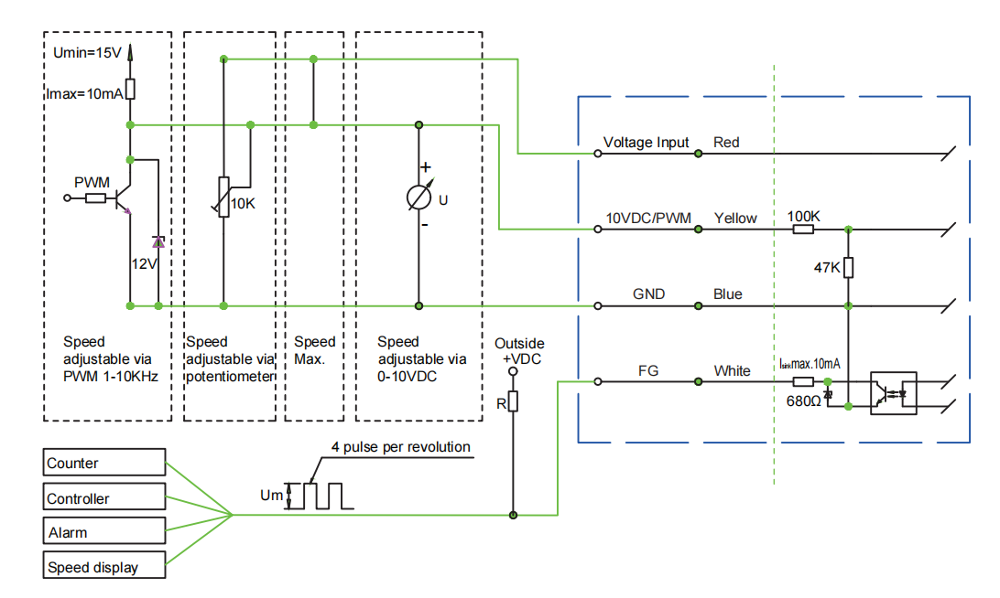 Umin=15V
Imax=10mA
PWM
12V
10K
+
U
-
Speed
adjustable via
PWM 1-10KHz
Speed
adjustable via
potentiometer
Speed
Max.
Speed
adjustable via
0-10VDC
Outside
+VDC
R
Voltage Input
Red
10VDC/PWM
Yellow
100K
47K
GND
Blue
FG
White
Isink max.10mA
680Ω
4 pulse per revolution
Um
Counter
Controller
Alarm
Speed display